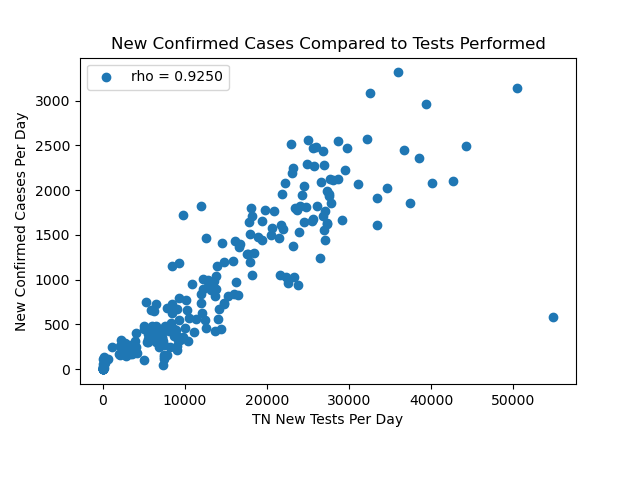 New Confirmed Cases Compared to Tests Performed
rho = 0.9250
New Confirmed Caeses Per Day
3000
2500
2000
1500
1000
500
0
0 10000 20000 30000 40000 50000
TN New Tests Per Day